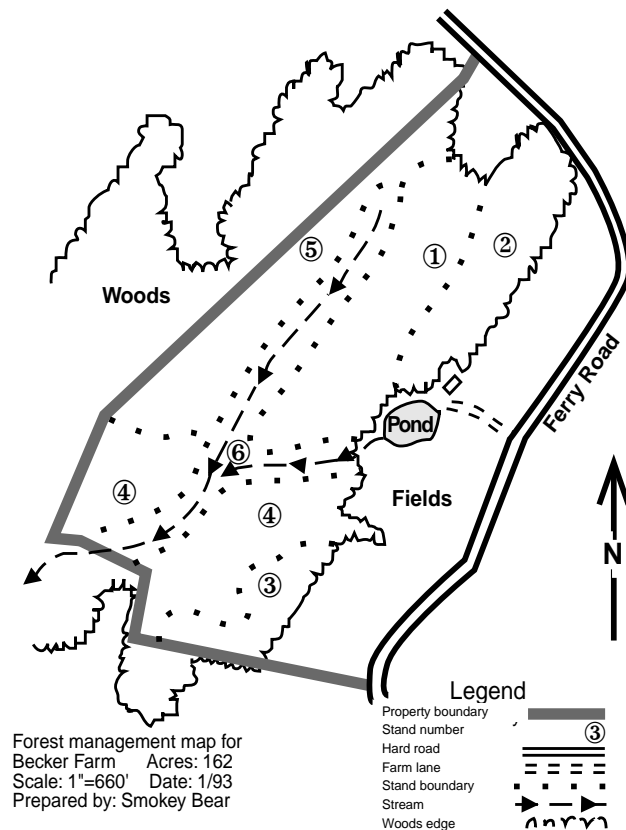 ⑤
①
②
Woods
Ferry Road
Pond
⑥
④
Fields
④
③
N
Legend
Property boundary
Stand number ③
Hard road
Farm lane
Stand boundary
Stream
Woods edge
Forest management map for
Becker Farm Acres: 162
Scale: 1"=660' Date: 1/93
Prepared by: Smokey Bear